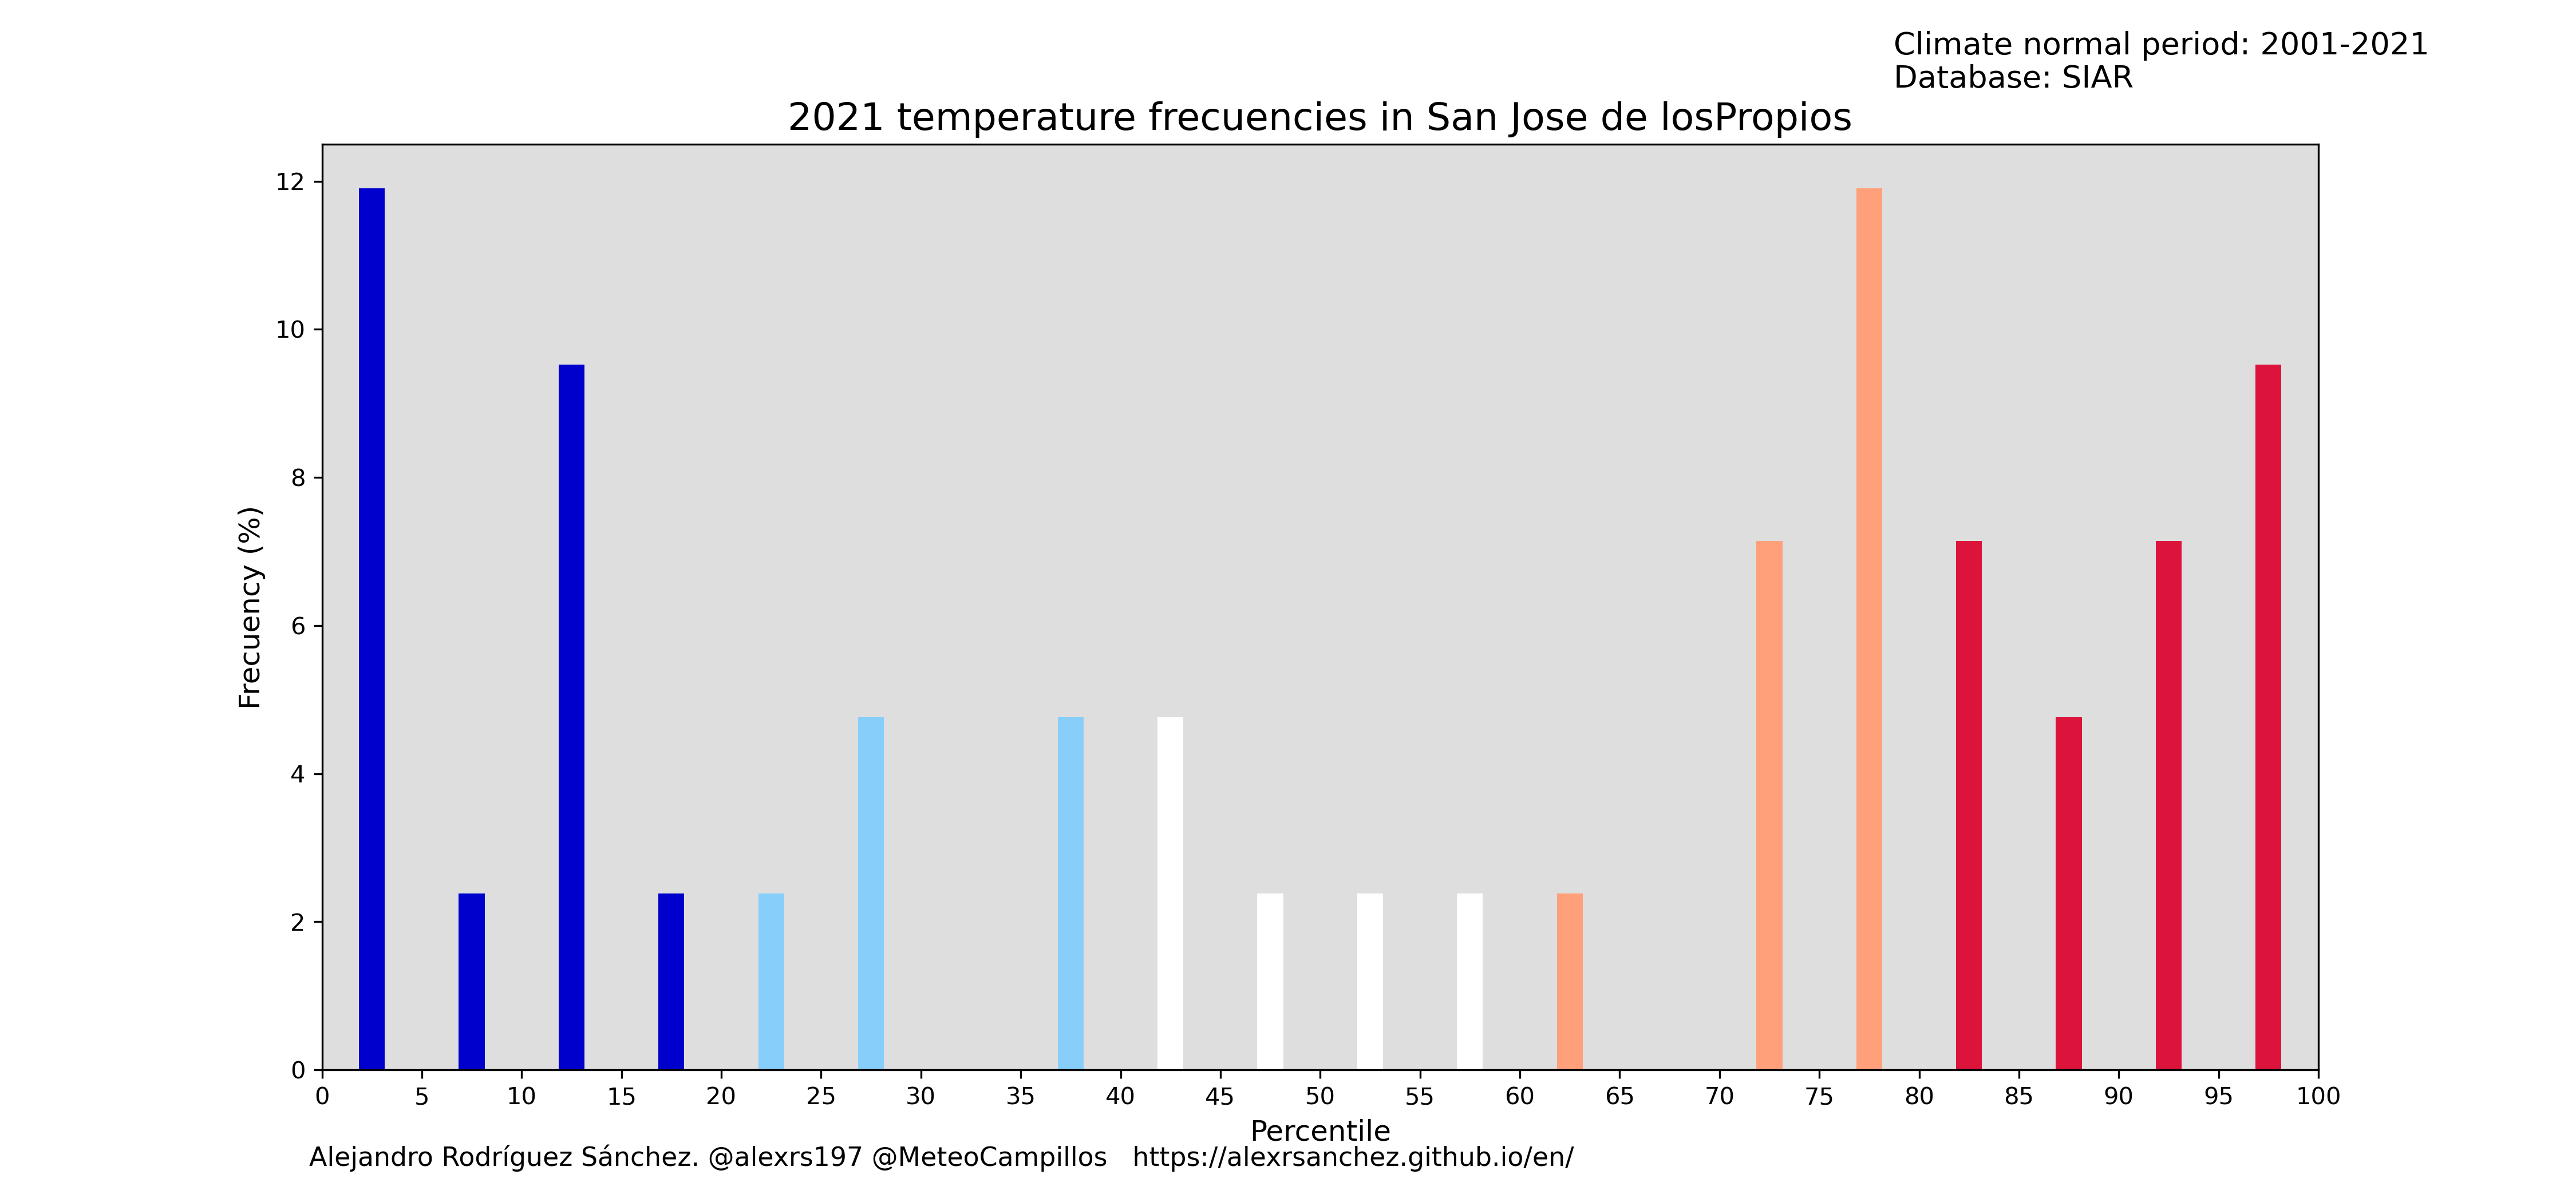 Climate normal period: 2001-2021
Database: SIAR
2021 temperature frecuencies in San Jose de losPropios
12
10
8
6
4
2
0
Frecuency (%)
0 5 10 15 20 25 30 35 40 45 50 55 60 65 70 75 80 85 90 95 100
Percentile
Alejandro Rodríguez Sánchez. @alexrs197 @MeteoCampillos https://alexrsanchez.github.io/en/